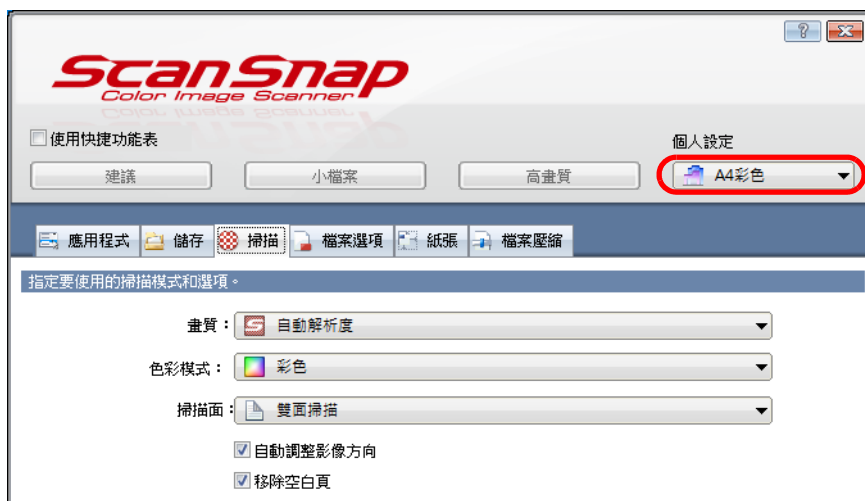 ScanSnap
Color Image Scanner
使用快捷功能表
個人設定
建議 小檔案 高畫質 A4彩色
應用程式 儲存 掃描 檔案選項 紙張 檔案壓縮
指定要使用的掃描模式和選項。
畫質： 自動解析度
色彩模式： 彩色
掃描面： 雙面掃描
自動調整影像方向
移除空白頁